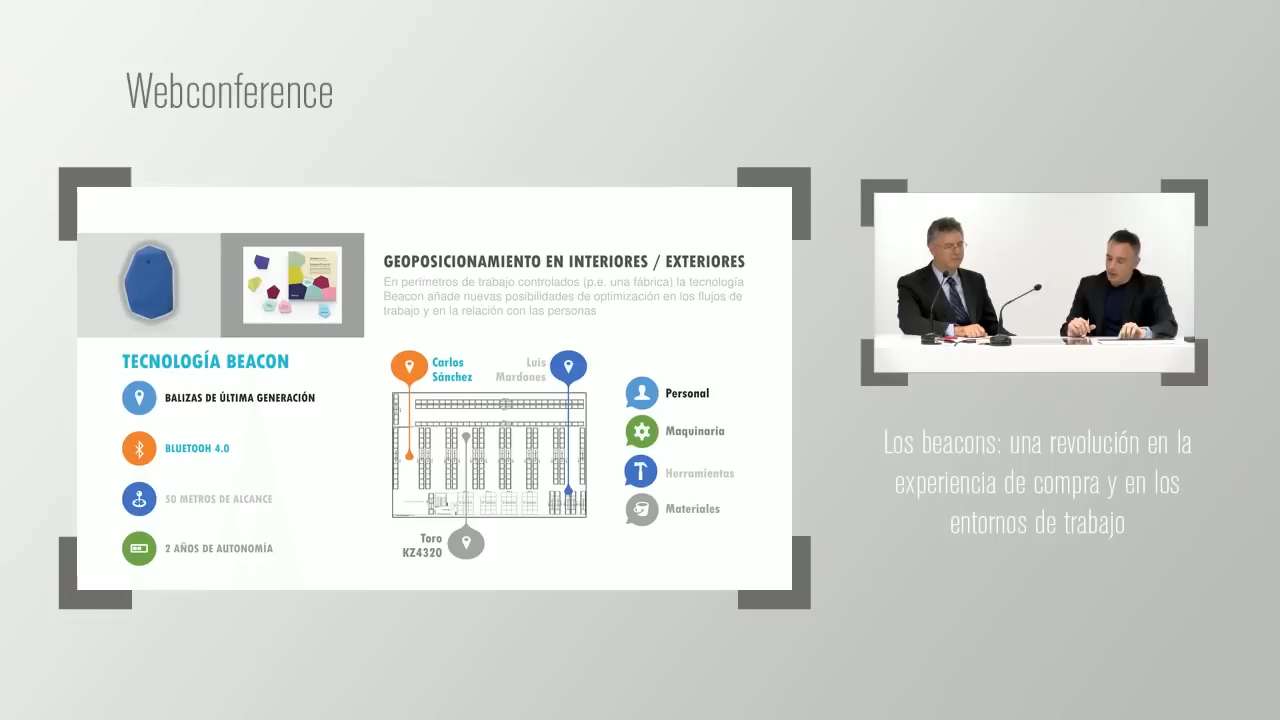 Webconference
GEOPOSICIONAMIENTO EN INTERIORES / EXTERIORES
En perímetros de trabajo controlados (p.e. una fábrica) la tecnología
Beacon añade nuevas posibilidades de optimización en los flujos de
trabajo y en la relación con las personas
TECNOLOGÍA BEACON
BALIZAS DE ÚLTIMA GENERACIÓN
BLUETOOH 4.0
50 METROS DE ALCANCE
2 AÑOS DE AUTONOMÍA
Carlos
Sánchez
Luis
Mardones
Toro
KZ4320
Personal
Maquinaria
Herramientas
Materiales
Los beacons: una revolución en la
experiencia de compra y en los
entornos de trabajo